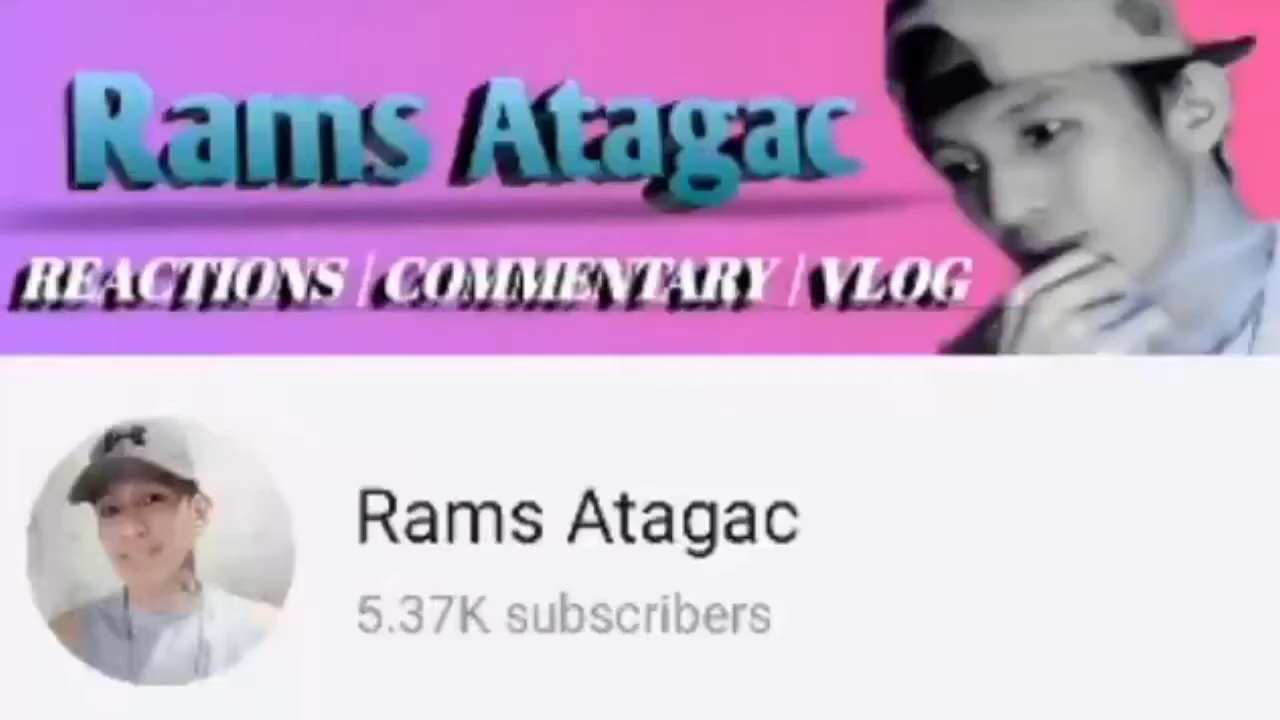 Rams Atagac
REACTIONS | COMMENTARY | VLOG
Rams Atagac
5.37K subscribers